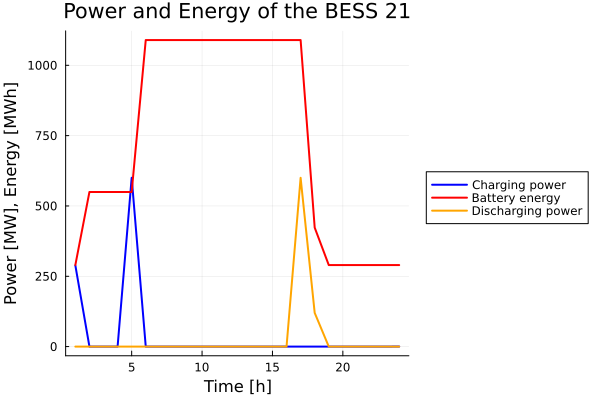 Power and Energy of the BESS 21
Power [MW], Energy [MWh]
1000
750
500
250
0
5
10
15
20
Time [h]
Charging power
Battery energy
Discharging power